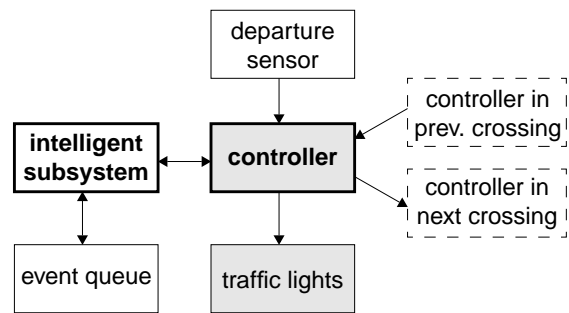 departure
sensor
controller in
prev. crossing
intelligent
subsystem
controller
controller in
next crossing
event queue
traffic lights